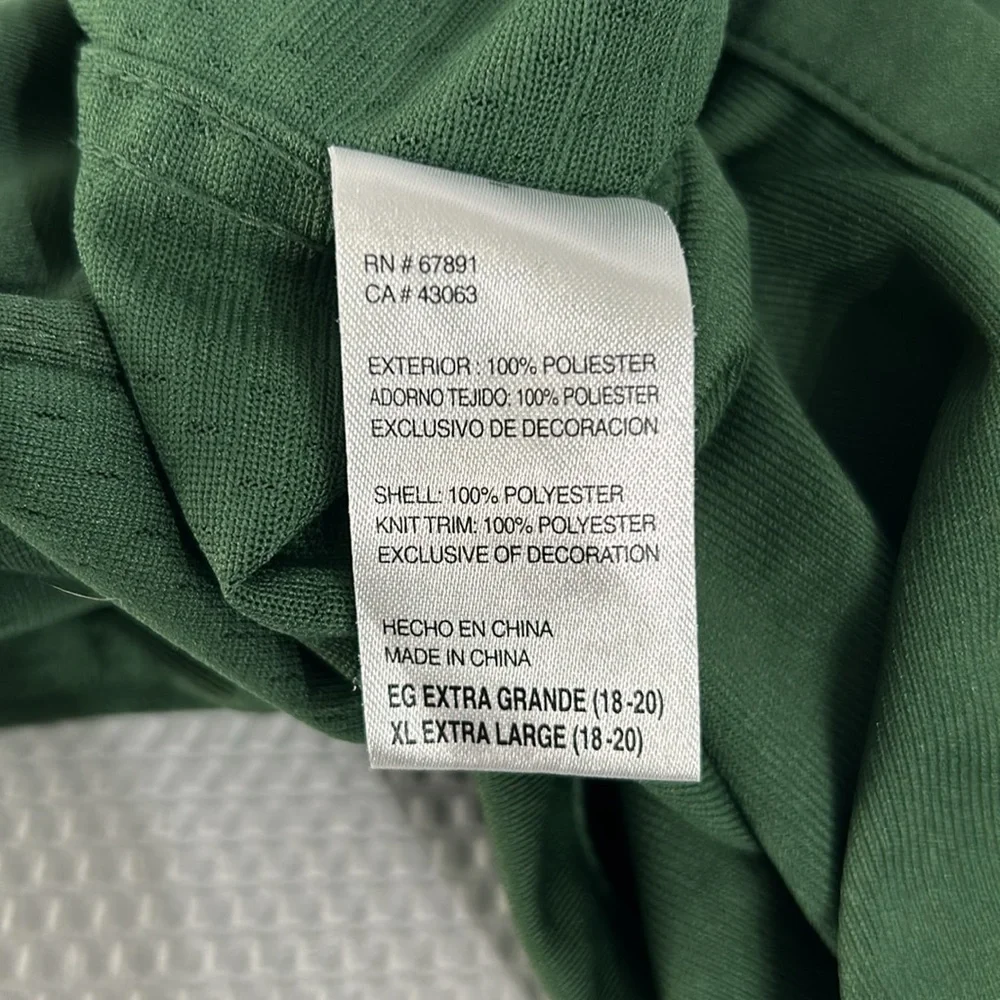 RN # 67891
CA # 43063
EXTERIOR : 100% POLIESTER
ADORNO TEJIDO: 100% POLIESTER
EXCLUSIVO DE DECORACION
SHELL: 100% POLYESTER
KNIT TRIM: 100% POLYESTER
EXCLUSIVE OF DECORATION
HECHO EN CHINA
MADE IN CHINA
EG EXTRA GRANDE (18-20)
XL EXTRA LARGE (18-20)